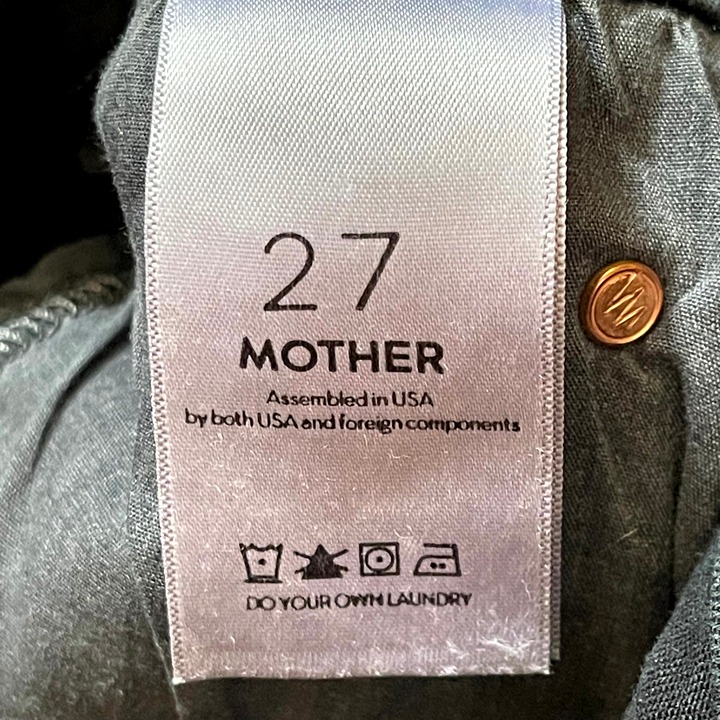 27
MOTHER
Assembled in USA
by both USA and foreign components
DO YOUR OWN LAUNDRY